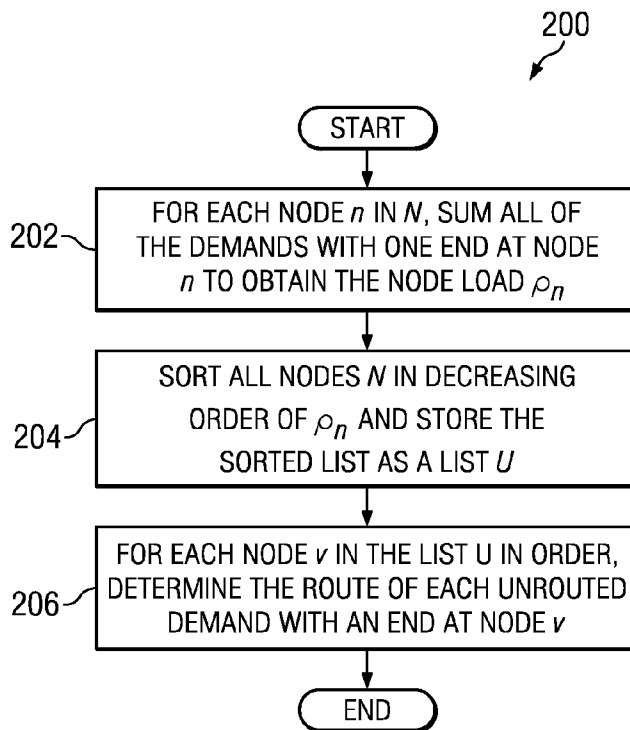 200
START
202
FOR EACH NODE n IN N, SUM ALL OF
THE DEMANDS WITH ONE END AT NODE
n TO OBTAIN THE NODE LOAD ρn
204
SORT ALL NODES N IN DECREASING
ORDER OF ρn AND STORE THE
SORTED LIST AS A LIST U
206
FOR EACH NODE v IN THE LIST U IN ORDER,
DETERMINE THE ROUTE OF EACH UNROUTED
DEMAND WITH AN END AT NODE v
END